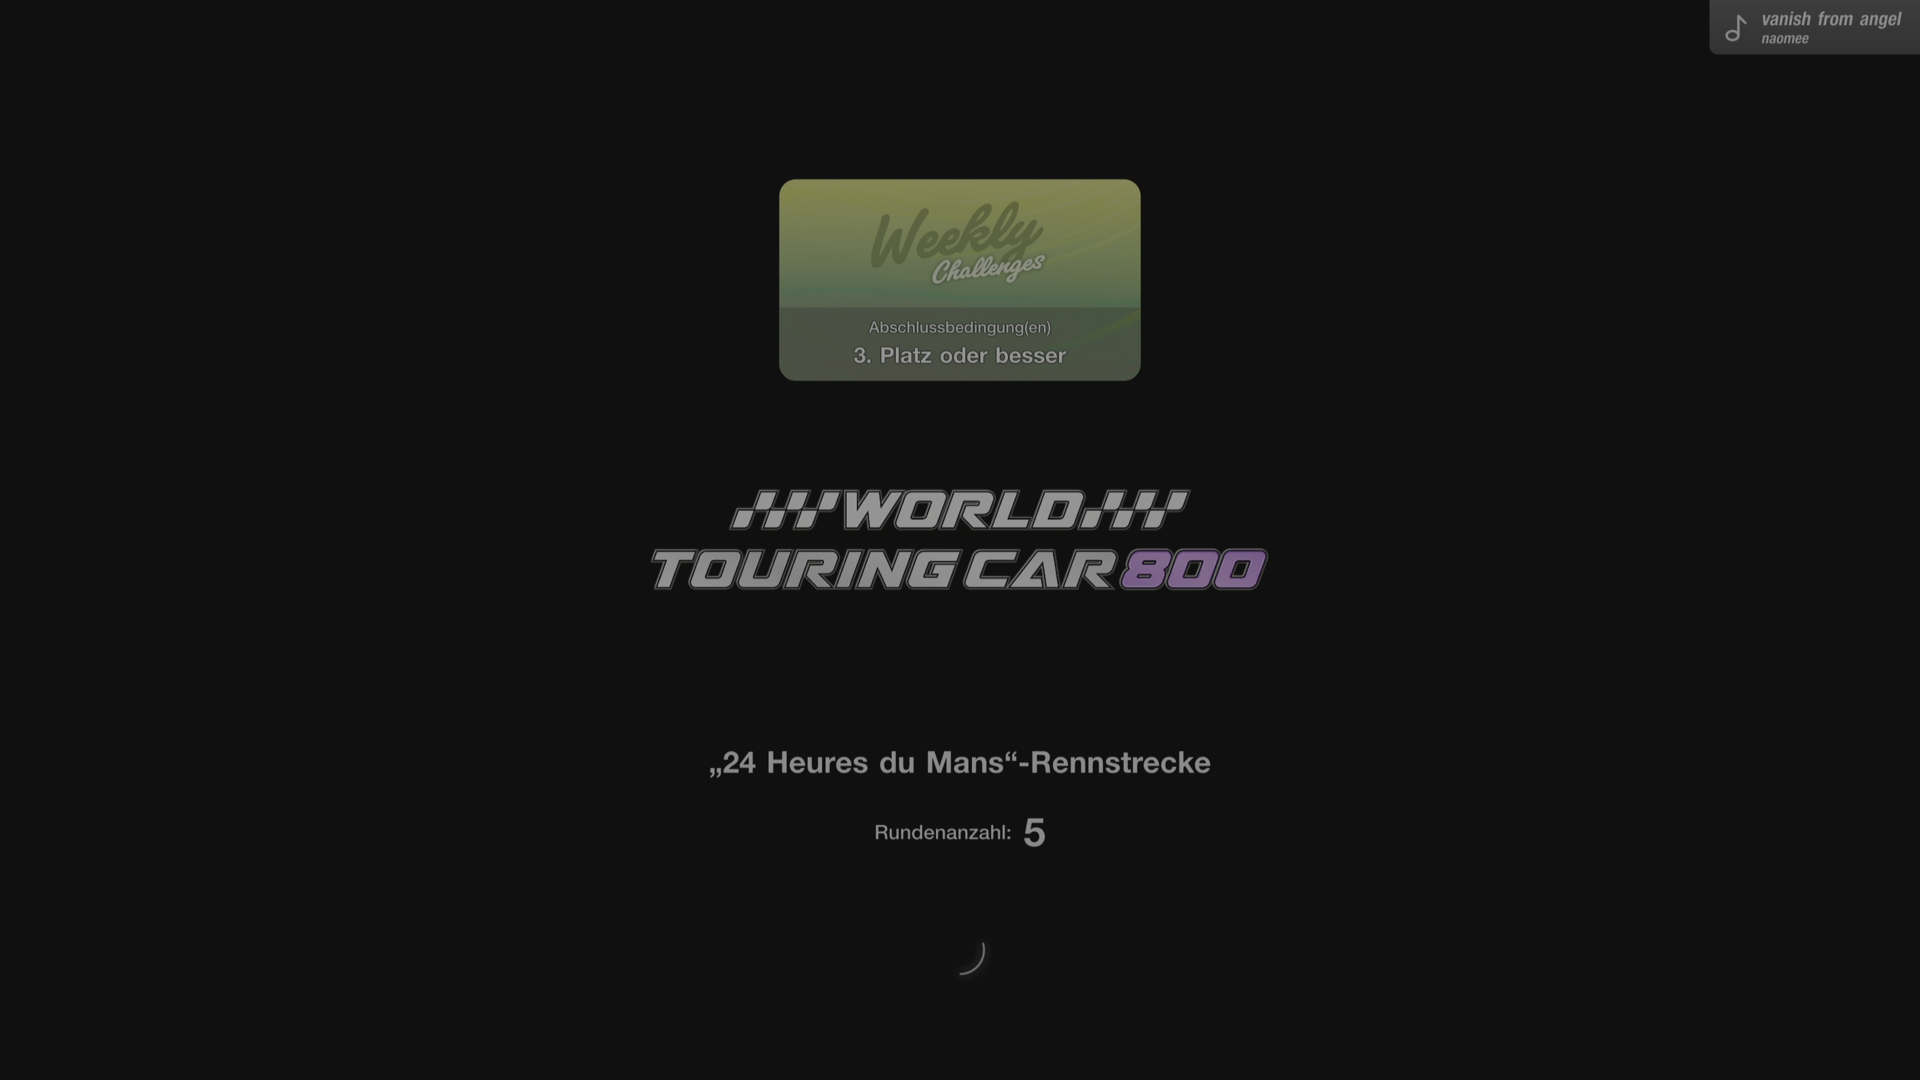 vanish from angel
naomee
Weekly
Challenges
Abschlussbedingung(en)
3. Platz oder besser
WORLD
TOURING CAR 800
„24 Heures du Mans“-Rennstrecke
Rundenanzahl: 5